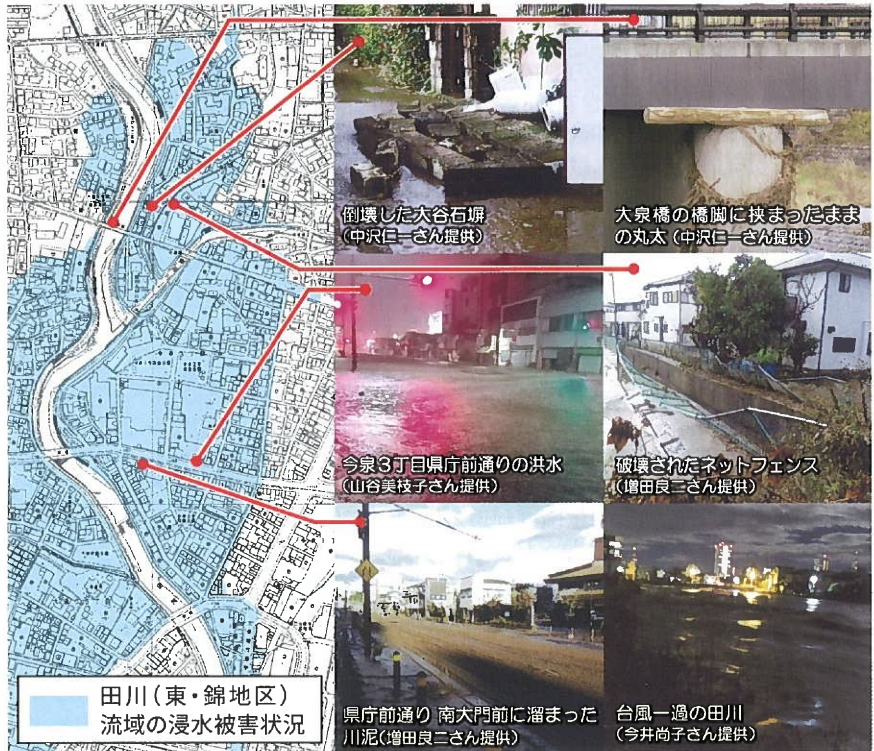 倒壊した大谷石塀
(中沢仁一さん提供)
大泉橋の橋脚に挟まったまま
の丸太(中沢仁一さん提供)
今泉3丁目県庁前通りの洪水
(山谷美枝子さん提供)
破壊されたネットフェンス
(増田良二さん提供)
県庁前通り 南大門前に溜まった
川泥(増田良二さん提供)
台風一過の田川
(今井尚子さん提供)
田川(東・錦地区)
流域の浸水被害状況